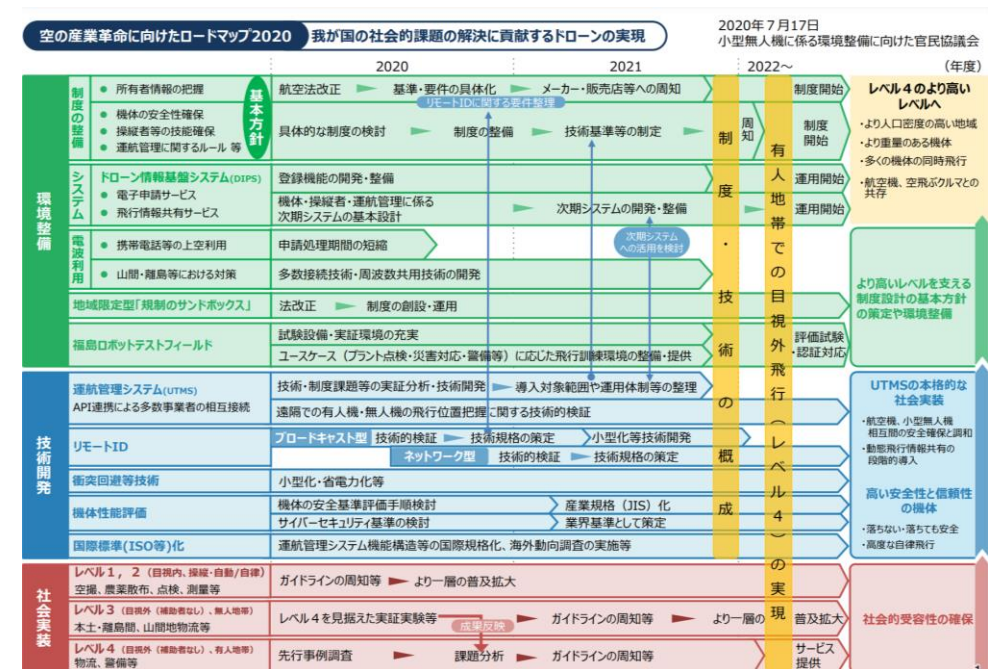 空の産業革命に向けたロードマップ2020
我が国の社会的課題の解決に貢献するドローンの実現
2020年７月17日
小型無人機に係る環境整備に向けた官民協議会
2020
2021
2022～
（年度）
環境整備
制度の整備
● 所有者情報の把握
● 機体の安全性確保
● 操縦者等の技能確保
● 運航管理に関するルール 等
基本方針
航空法改正
基準・要件の具体化
メーカー・販売店等への周知
制度開始
リモートIDに関する要件整理
具体的な制度の検討
制度の整備
技術基準等の制定
周知
制度
開始
システム
ドローン情報基盤システム(DIPS)
● 電子申請サービス
● 飛行情報共有サービス
登録機能の開発・整備
運用開始
機体・操縦者・運航管理に係る
次期システムの基本設計
次期システムの開発・整備
運用開始
次期システム
への活用を検討
電波利用
● 携帯電話等の上空利用
申請処理期間の短縮
● 山間・離島等における対策
多数接続技術・周波数共用技術の開発
地域限定型「規制のサンドボックス」
法改正
制度の創設・運用
福島ロボットテストフィールド
試験設備・実証環境の充実
ユースケース（プラント点検・災害対応・警備等）に応じた飛行訓練環境の整備・提供
評価試験
・認証対応
制度・技術の概成
有人地帯での目視外飛行（レベル４）の実現
レベル４のより高い
レベルへ
・より人口密度の高い地域
・より重量のある機体
・多くの機体の同時飛行
・航空機、空飛ぶクルマとの
共存
より高いレベルを支える
制度設計の基本方針
の策定や環境整備
技術開発
運航管理システム(UTMS)
API連携による多数事業者の相互接続
技術・制度課題等の実証分析・技術開発
導入対象範囲や運用体制等の整理
遠隔での有人機・無人機の飛行位置把握に関する技術的検証
リモートID
ブロードキャスト型
技術的検証
技術規格の策定
小型化等技術開発
ネットワーク型
技術的検証
技術規格の策定
衝突回避等技術
小型化・省電力化等
機体性能評価
機体の安全基準評価手順検討
産業規格（JIS）化
サイバーセキュリティ基準の検討
業界基準として策定
国際標準(ISO等)化
運航管理システム機能構造等の国際規格化、海外動向調査の実施等
UTMSの本格的な
社会実装
・航空機、小型無人機
相互間の安全確保と調和
・動態飛行情報共有の
段階的導入
高い安全性と信頼性
の機体
・落ちない・落ちても安全
・高度な自律飛行
社会実装
レベル１，２（目視内、操縦・自動/自律）
空撮、農薬散布、点検、測量等
ガイドラインの周知等
より一層の普及拡大
レベル３（目視外（補助者なし）、無人地帯）
本土・離島間、山間地物流等
レベル４を見据えた実証実験等
ガイドラインの周知等
より一層の
普及拡大
成果反映
レベル４（目視外（補助者なし）、有人地帯）
物流、警備等
先行事例調査
課題分析
ガイドラインの周知等
サービス
提供
社会的受容性の確保
1